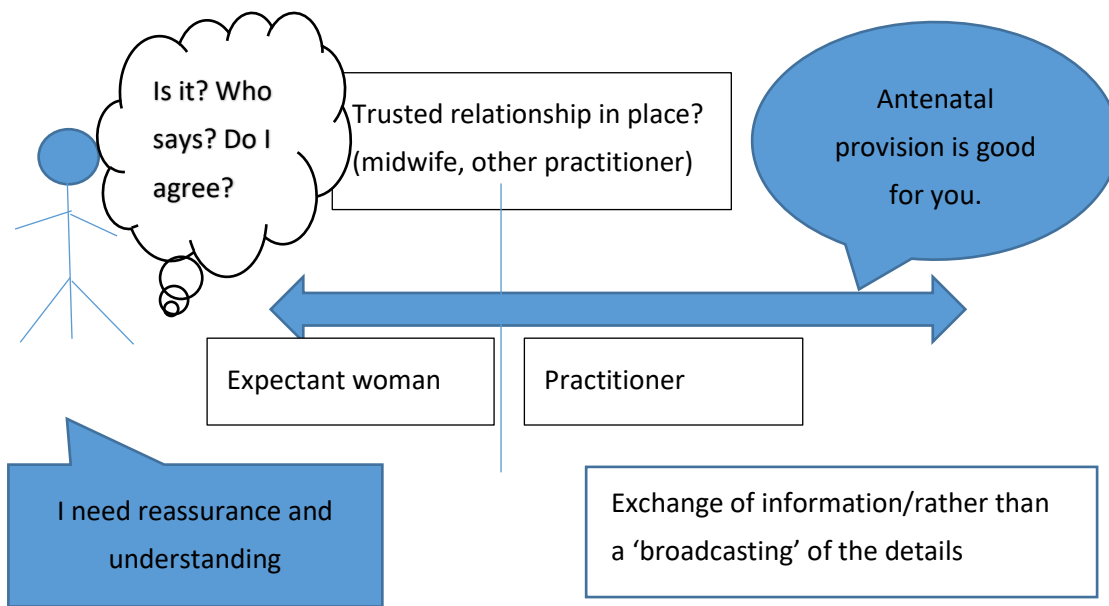 Is it? Who
says? Do I
agree?
Trusted relationship in place?
(midwife, other practitioner)
Antenatal
provision is good
for you.
Expectant woman
Practitioner
I need reassurance and
understanding
Exchange of information/rather than
a ‘broadcasting’ of the details